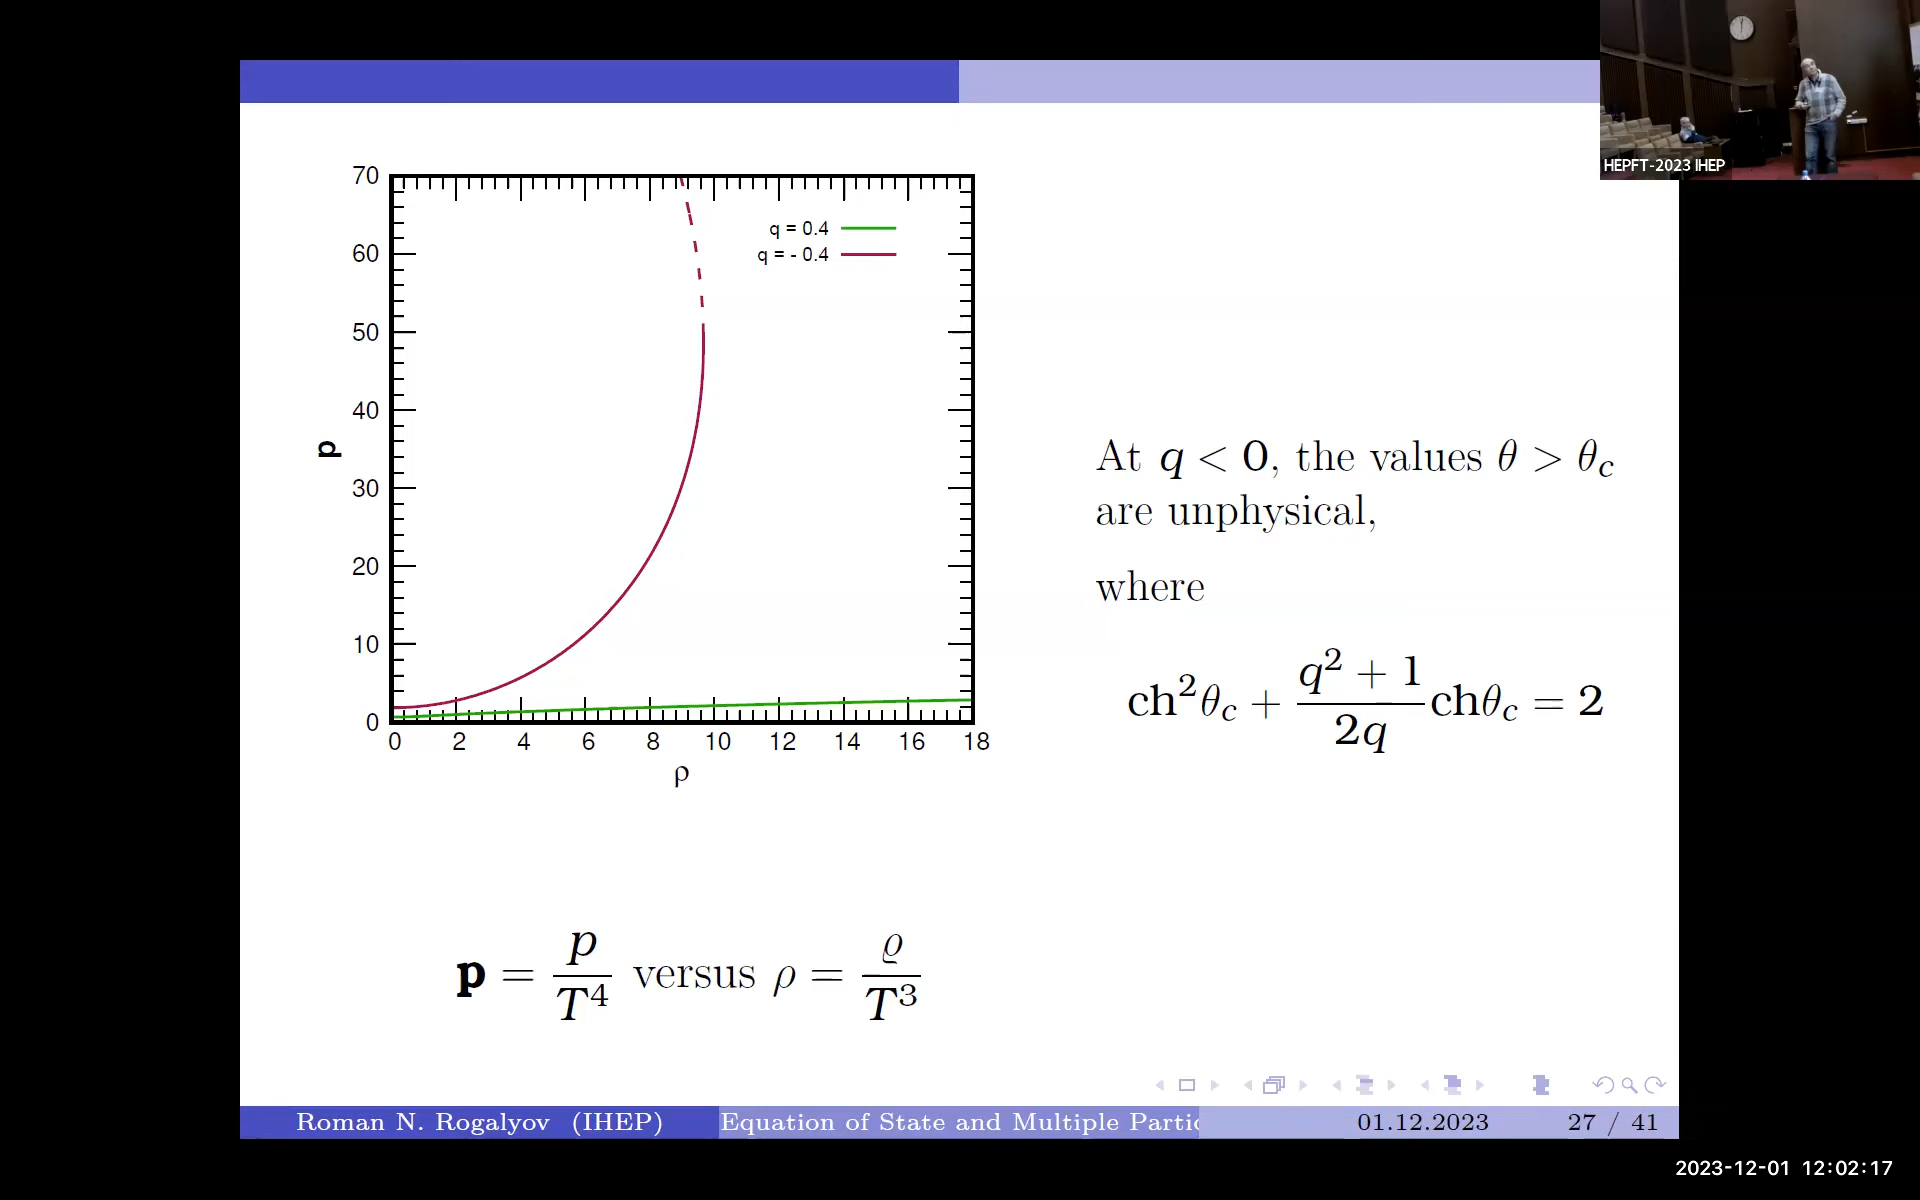 HEPFT-2023 IHEP
70
60
50
40
30
20
10
0
p
q = 0.4
q = - 0.4
0 2 4 6 8 10 12 14 16 18
ρ
At q < 0, the values θ > θ_c
are unphysical,
where
ch²θ_c + (q² + 1)/(2q) chθ_c = 2
p = p/T⁴ versus ρ = ϱ/T³
Roman N. Rogalyov (IHEP) Equation of State and Multiple Partic 01.12.2023 27 / 41
2023-12-01 12:02:17